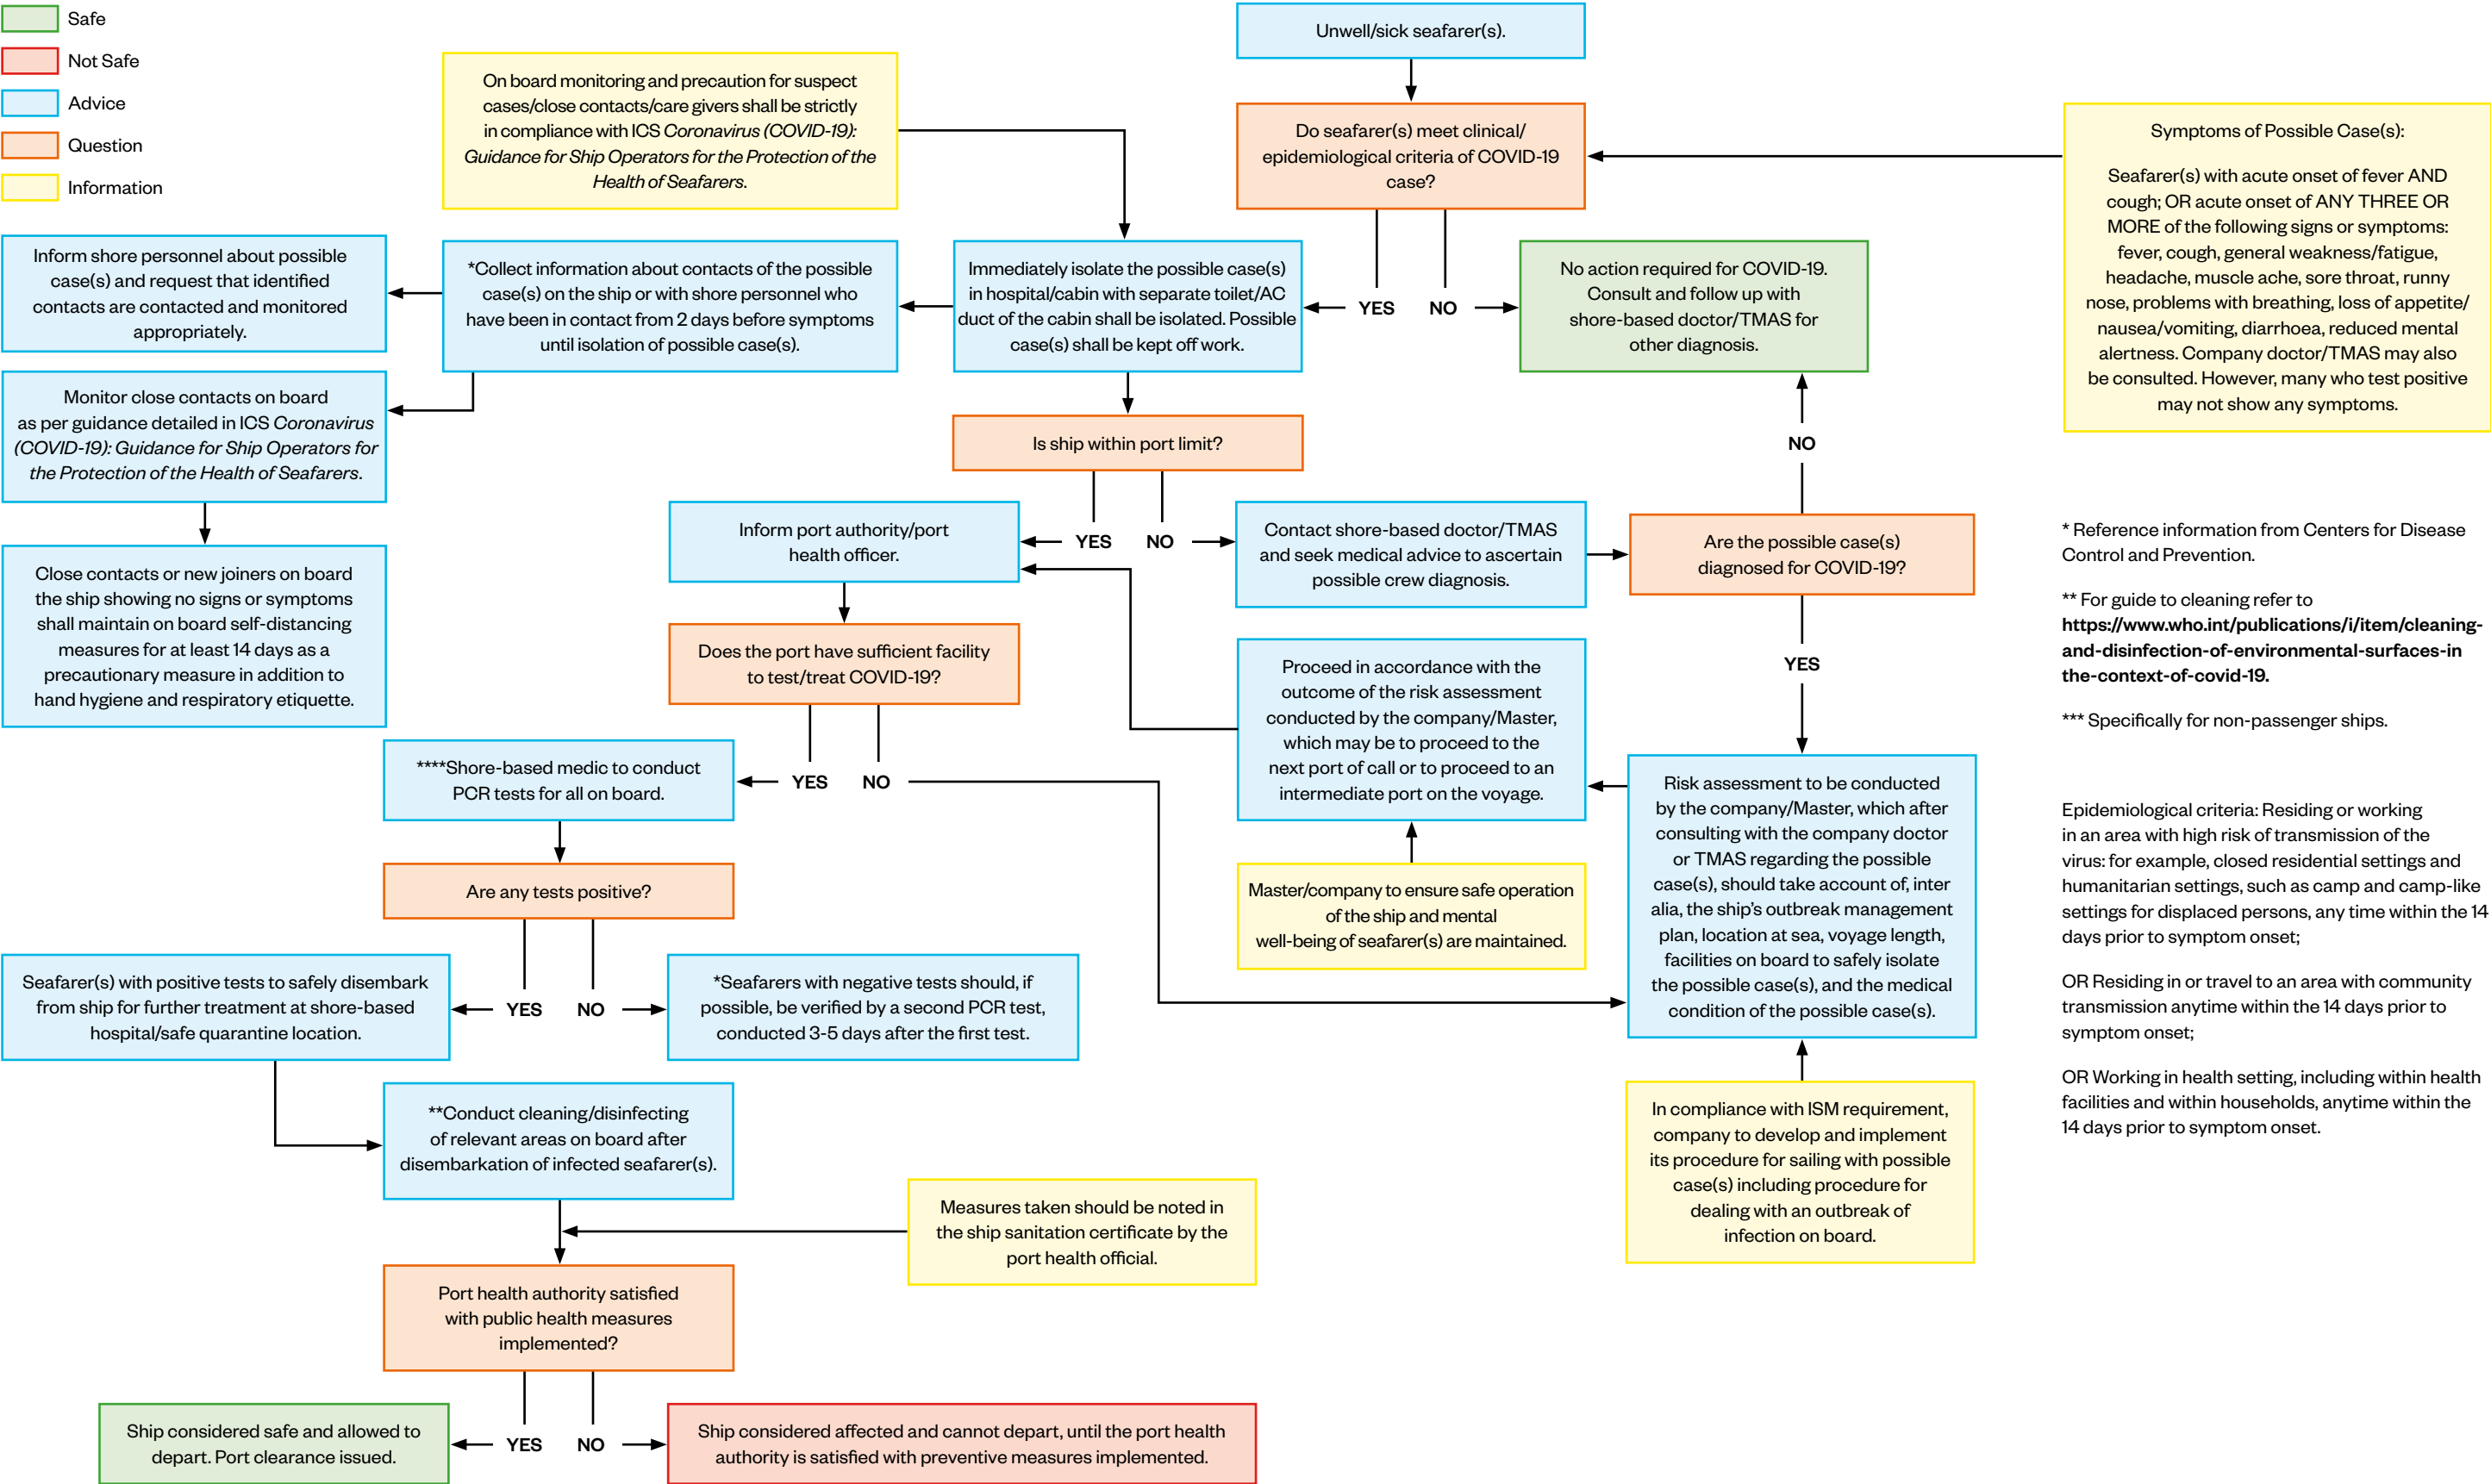 Safe
Not Safe
Advice
Question
Information
Unwell/sick seafarer(s).
On board monitoring and precaution for suspect
cases/close contacts/care givers shall be strictly
in compliance with ICS Coronavirus (COVID-19):
Guidance for Ship Operators for the Protection of the
Health of Seafarers.
Do seafarer(s) meet clinical/
epidemiological criteria of COVID-19
case?
Symptoms of Possible Case(s):
Seafarer(s) with acute onset of fever AND
cough; OR acute onset of ANY THREE OR
MORE of the following signs or symptoms:
fever, cough, general weakness/fatigue,
headache, muscle ache, sore throat, runny
nose, problems with breathing, loss of appetite/
nausea/vomiting, diarrhoea, reduced mental
alertness. Company doctor/TMAS may also
be consulted. However, many who test positive
may not show any symptoms.
Inform shore personnel about possible
case(s) and request that identified
contacts are contacted and monitored
appropriately.
*Collect information about contacts of the possible
case(s) on the ship or with shore personnel who
have been in contact from 2 days before symptoms
until isolation of possible case(s).
Immediately isolate the possible case(s)
in hospital/cabin with separate toilet/AC
duct of the cabin shall be isolated. Possible
case(s) shall be kept off work.
YES
NO
No action required for COVID-19.
Consult and follow up with
shore-based doctor/TMAS for
other diagnosis.
Monitor close contacts on board
as per guidance detailed in ICS Coronavirus
(COVID-19): Guidance for Ship Operators for
the Protection of the Health of Seafarers.
Is ship within port limit?
NO
Inform port authority/port
health officer.
YES
NO
Contact shore-based doctor/TMAS
and seek medical advice to ascertain
possible crew diagnosis.
Are the possible case(s)
diagnosed for COVID-19?
* Reference information from Centers for Disease
Control and Prevention.
** For guide to cleaning refer to
https://www.who.int/publications/i/item/cleaning-
and-disinfection-of-environmental-surfaces-in
the-context-of-covid-19.
*** Specifically for non-passenger ships.
Close contacts or new joiners on board
the ship showing no signs or symptoms
shall maintain on board self-distancing
measures for at least 14 days as a
precautionary measure in addition to
hand hygiene and respiratory etiquette.
Does the port have sufficient facility
to test/treat COVID-19?
Proceed in accordance with the
outcome of the risk assessment
conducted by the company/Master,
which may be to proceed to the
next port of call or to proceed to an
intermediate port on the voyage.
YES
****Shore-based medic to conduct
PCR tests for all on board.
YES
NO
Risk assessment to be conducted
by the company/Master, which after
consulting with the company doctor
or TMAS regarding the possible
case(s), should take account of, inter
alia, the ship's outbreak management
plan, location at sea, voyage length,
facilities on board to safely isolate
the possible case(s), and the medical
condition of the possible case(s).
Epidemiological criteria: Residing or working
in an area with high risk of transmission of the
virus: for example, closed residential settings and
humanitarian settings, such as camp and camp-like
settings for displaced persons, any time within the 14
days prior to symptom onset;
OR Residing in or travel to an area with community
transmission anytime within the 14 days prior to
symptom onset;
OR Working in health setting, including within health
facilities and within households, anytime within the
14 days prior to symptom onset.
Are any tests positive?
Master/company to ensure safe operation
of the ship and mental
well-being of seafarer(s) are maintained.
Seafarer(s) with positive tests to safely disembark
from ship for further treatment at shore-based
hospital/safe quarantine location.
YES
NO
*Seafarers with negative tests should, if
possible, be verified by a second PCR test,
conducted 3-5 days after the first test.
**Conduct cleaning/disinfecting
of relevant areas on board after
disembarkation of infected seafarer(s).
In compliance with ISM requirement,
company to develop and implement
its procedure for sailing with possible
case(s) including procedure for
dealing with an outbreak of
infection on board.
Measures taken should be noted in
the ship sanitation certificate by the
port health official.
Port health authority satisfied
with public health measures
implemented?
Ship considered safe and allowed to
depart. Port clearance issued.
YES
NO
Ship considered affected and cannot depart, until the port health
authority is satisfied with preventive measures implemented.